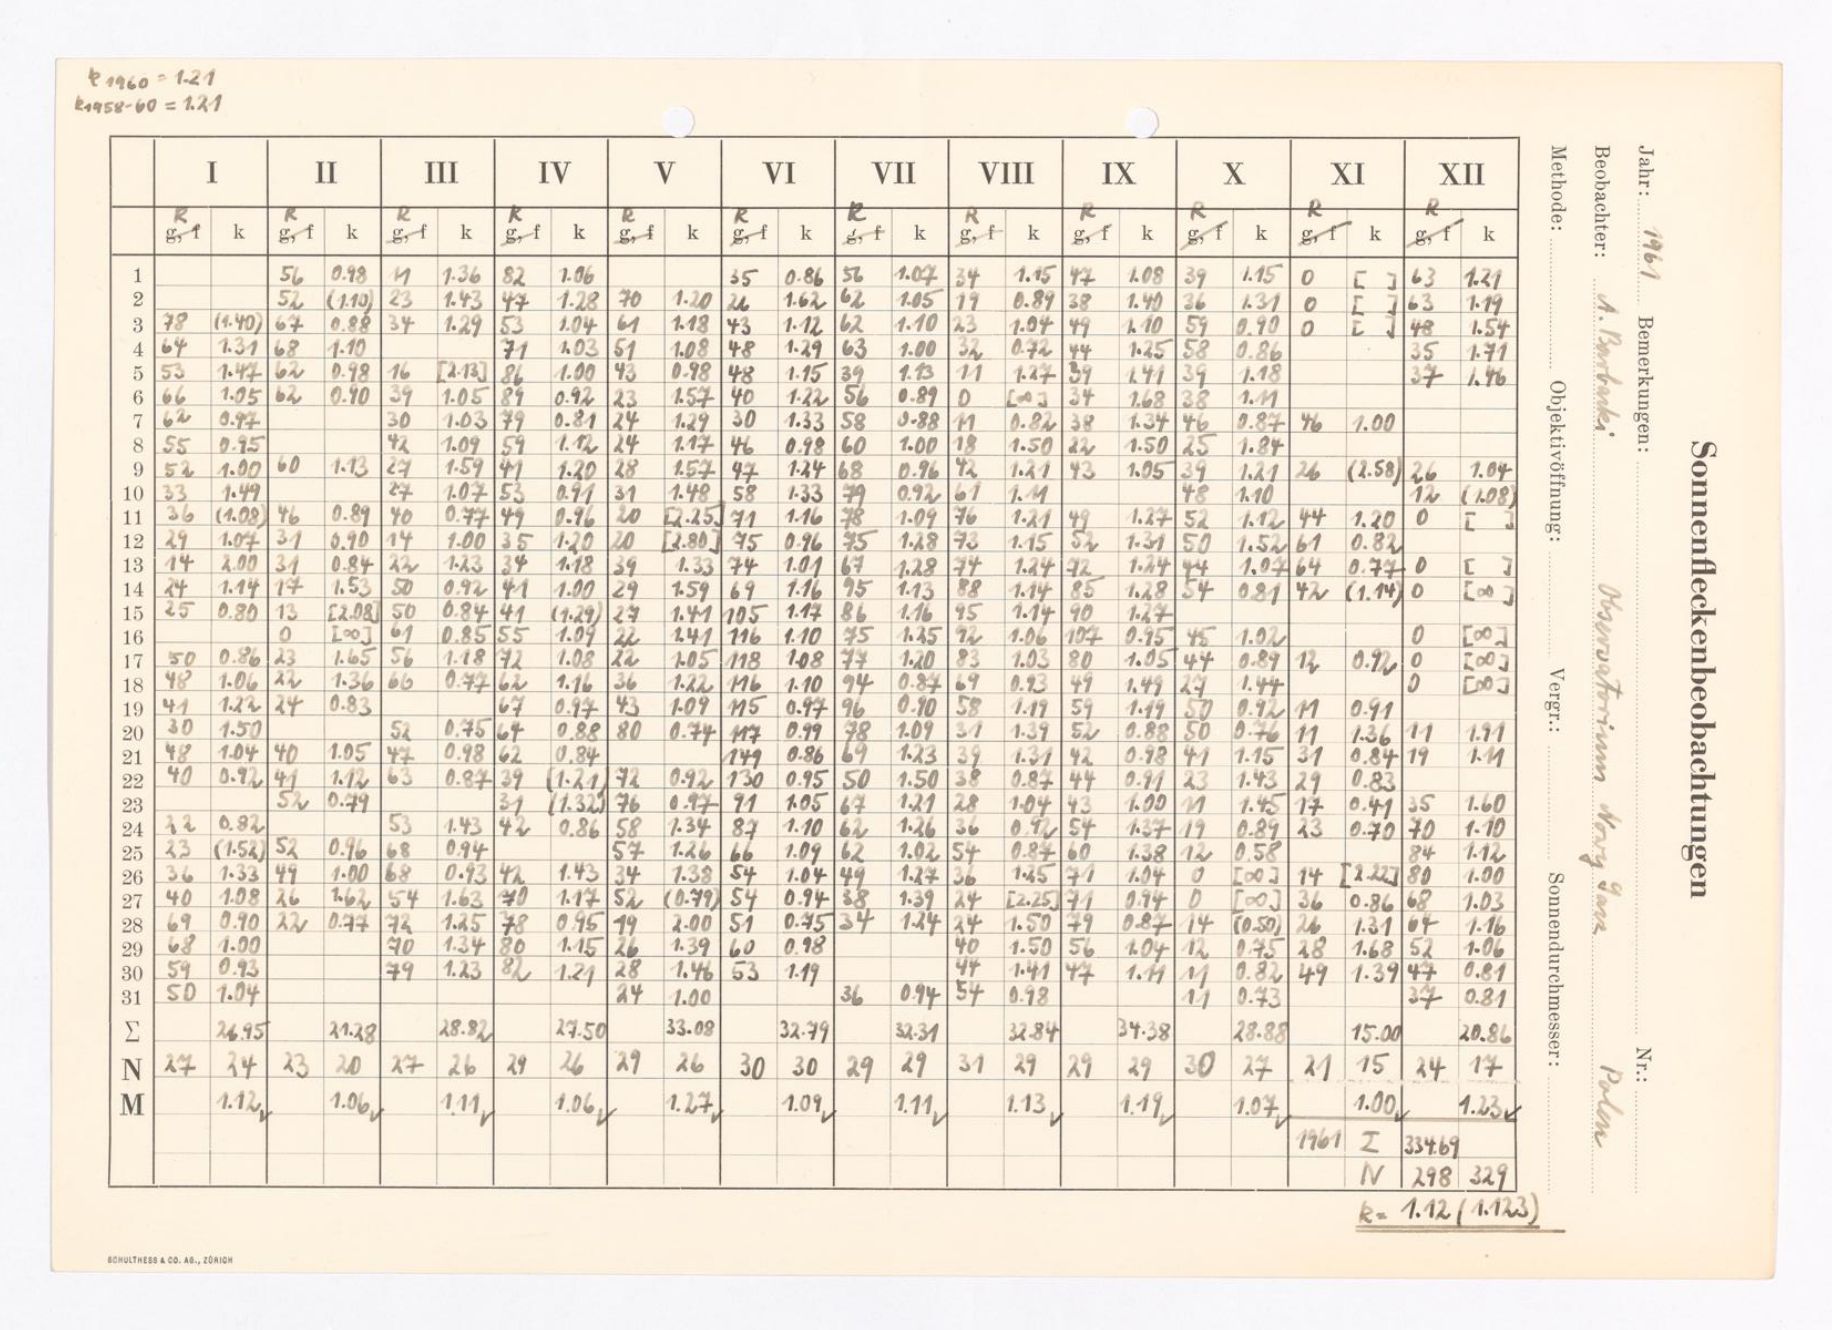 k1960 = 1.21
k1958-60 = 1.21
I II III IV V VI VII VIII IX X XI XII
R R R R R R R R R R R R
g, f k g, f k g, f k g, f k g, f k g, f k g, f k g, f k g, f k g, f k g, f k g, f k
1 56 0.98 11 1.36 82 1.06 35 0.86 56 1.07 34 1.15 47 1.08 39 1.15 0 [ ] 63 1.21
2 52 (1.10) 23 1.43 47 1.28 70 1.20 21 1.62 62 1.05 19 0.89 38 1.40 36 1.31 0 [ ] 63 1.19
3 78 (1.40) 67 0.88 34 1.29 53 1.04 61 1.18 43 1.12 62 1.10 23 1.04 49 1.10 59 0.90 0 [ ] 48 1.54
4 64 1.31 68 1.10 71 1.03 51 1.08 48 1.29 63 1.00 32 0.72 44 1.25 58 0.86 35 1.71
5 53 1.47 62 0.98 16 [2.13] 86 1.00 43 0.98 48 1.15 39 1.13 11 1.27 39 1.41 39 1.18 37 1.46
6 66 1.05 62 0.90 39 1.05 89 0.92 23 1.57 40 1.22 56 0.89 0 [∞] 34 1.68 38 1.11
7 62 0.97 30 1.03 79 0.81 24 1.29 30 1.33 58 0.88 11 0.82 38 1.34 46 0.87 46 1.00
8 55 0.95 42 1.09 59 1.12 24 1.17 46 0.98 60 1.00 18 1.50 22 1.50 25 1.84
9 52 1.00 60 1.13 27 1.59 41 1.20 28 1.57 47 1.24 68 0.96 42 1.21 43 1.05 39 1.21 26 (2.58) 26 1.04
10 33 1.49 27 1.07 53 0.91 31 1.48 58 1.33 79 0.92 61 1.11 48 1.10 12 (1.08)
11 36 (1.08) 46 0.89 40 0.77 49 0.96 20 [2.25] 71 1.16 78 1.09 76 1.21 49 1.27 52 1.12 44 1.20 0 [ ]
12 29 1.07 31 0.90 14 1.00 35 1.20 20 [2.80] 75 0.96 75 1.28 73 1.15 52 1.31 50 1.52 61 0.82
13 14 2.00 31 0.84 22 1.23 34 1.18 39 1.33 74 1.01 67 1.28 74 1.24 72 1.24 44 1.07 64 0.77 0 [ ]
14 24 1.14 17 1.53 50 0.92 41 1.00 29 1.59 69 1.16 95 1.13 88 1.14 85 1.28 54 0.81 42 (1.14) 0 [∞]
15 25 0.80 13 [2.08] 50 0.84 41 (1.29) 27 1.41 105 1.17 86 1.16 95 1.14 90 1.27
16 0 [∞] 61 0.85 55 1.09 22 1.41 116 1.10 75 1.25 92 1.06 107 0.95 45 1.02 0 [∞]
17 50 0.86 23 1.65 56 1.18 72 1.08 22 1.05 118 1.08 77 1.20 83 1.03 80 1.05 44 0.89 12 0.92 0 [∞]
18 48 1.06 22 1.36 66 0.77 62 1.16 36 1.22 116 1.10 94 0.87 69 0.93 49 1.49 27 1.44 0 [∞]
19 41 1.22 24 0.83 67 0.97 43 1.09 115 0.97 96 0.90 58 1.19 59 1.19 50 0.92 11 0.91
20 30 1.50 52 0.75 64 0.88 80 0.74 117 0.99 78 1.09 31 1.39 52 0.88 50 0.76 11 1.36 11 1.91
21 48 1.04 40 1.05 47 0.98 62 0.84 149 0.86 69 1.23 39 1.31 42 0.98 41 1.15 31 0.84 19 1.11
22 40 0.92 41 1.12 63 0.87 39 (1.21) 72 0.92 130 0.95 50 1.50 38 0.87 44 0.91 23 1.43 29 0.83
23 52 0.79 31 (1.32) 76 0.97 91 1.05 67 1.21 28 1.04 43 1.00 11 1.45 17 0.41 35 1.60
24 22 0.82 53 1.43 42 0.86 58 1.34 87 1.10 62 1.26 36 0.92 54 1.37 19 0.89 23 0.70 70 1.10
25 23 (1.52) 52 0.96 68 0.94 57 1.26 66 1.09 62 1.02 54 0.87 60 1.38 12 0.58 84 1.12
26 36 1.33 49 1.00 68 0.93 42 1.43 34 1.38 54 1.04 49 1.27 36 1.25 71 1.04 0 [∞] 14 [2.22] 80 1.00
27 40 1.08 26 1.62 54 1.63 70 1.17 52 (0.79) 54 0.94 38 1.39 24 [2.25] 71 0.94 0 [∞] 36 0.86 68 1.03
28 69 0.90 22 0.77 72 1.25 78 0.95 19 2.00 51 0.75 34 1.24 24 1.50 79 0.87 14 (0.50) 26 1.31 64 1.16
29 68 1.00 70 1.34 80 1.15 26 1.39 60 0.98 40 1.50 56 1.04 12 0.75 28 1.68 52 1.06
30 59 0.93 79 1.23 82 1.21 28 1.46 53 1.19 44 1.41 47 1.11 11 0.82 49 1.39 47 0.81
31 50 1.04 24 1.00 36 0.94 54 0.98 11 0.73 37 0.81
Σ 26.95 21.28 28.82 27.50 33.08 32.79 32.31 32.84 34.38 28.88 15.00 20.86
N 27 24 23 20 27 26 29 26 29 26 30 30 29 29 31 29 29 29 30 27 21 15 24 17
M 1.12 1.06 1.11 1.06 1.27 1.09 1.11 1.13 1.19 1.07 1.00 1.23
1961 Σ 334.69
N 298 329
k = 1.12 (1.123)
SCHULTHESS & CO. AG., ZÜRICH
Sonnenfleckenbeobachtungen
Jahr: 1961 Bemerkungen: Nr.:
Beobachter: A. Barbacki Observatorium Nowy Sacz Polen
Methode: Objektivöffnung: Vergr.: Sonnendurchmesser: